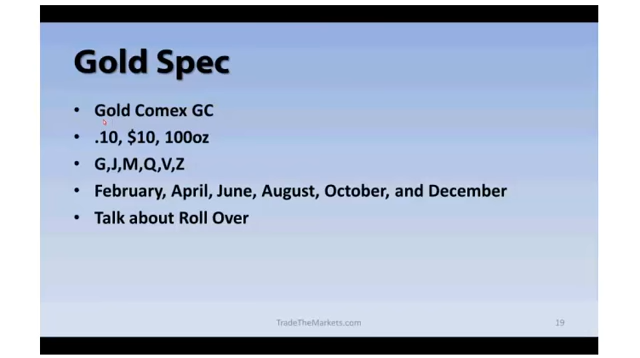 Gold Spec
• Gold Comex GC
• .10, $10, 100oz
• G,J,M,Q,V,Z
• February, April, June, August, October, and December
• Talk about Roll Over
TradeTheMarkets.com
19